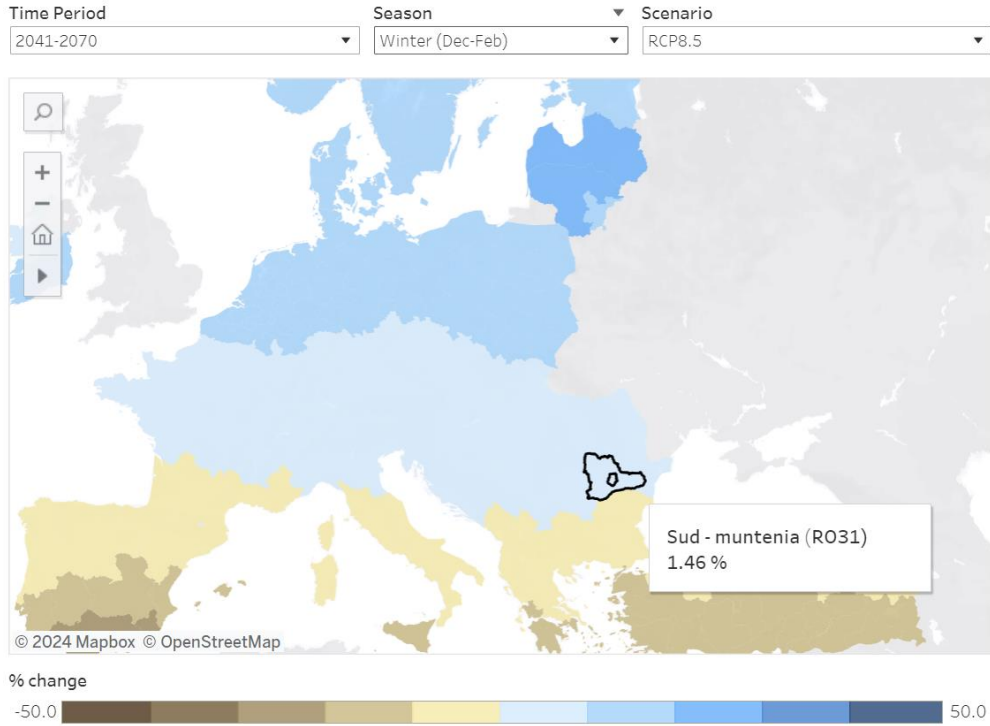 Time Period
Season
Scenario
2041-2070
Winter (Dec-Feb)
RCP8.5
Sud - muntenia (RO31)
1.46 %
© 2024 Mapbox © OpenStreetMap
% change
-50.0
50.0